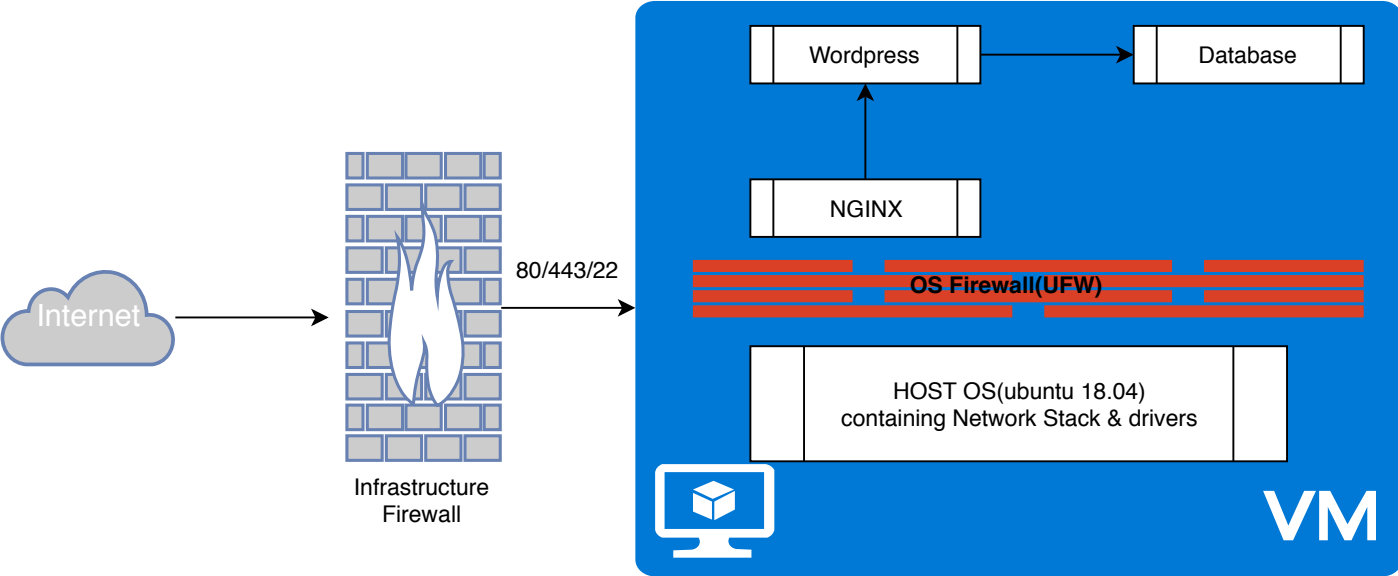 Wordpress
Database
NGINX
80/443/22
OS Firewall(UFW)
Internet
HOST OS(ubuntu 18.04)
containing Network Stack & drivers
Infrastructure
Firewall
VM